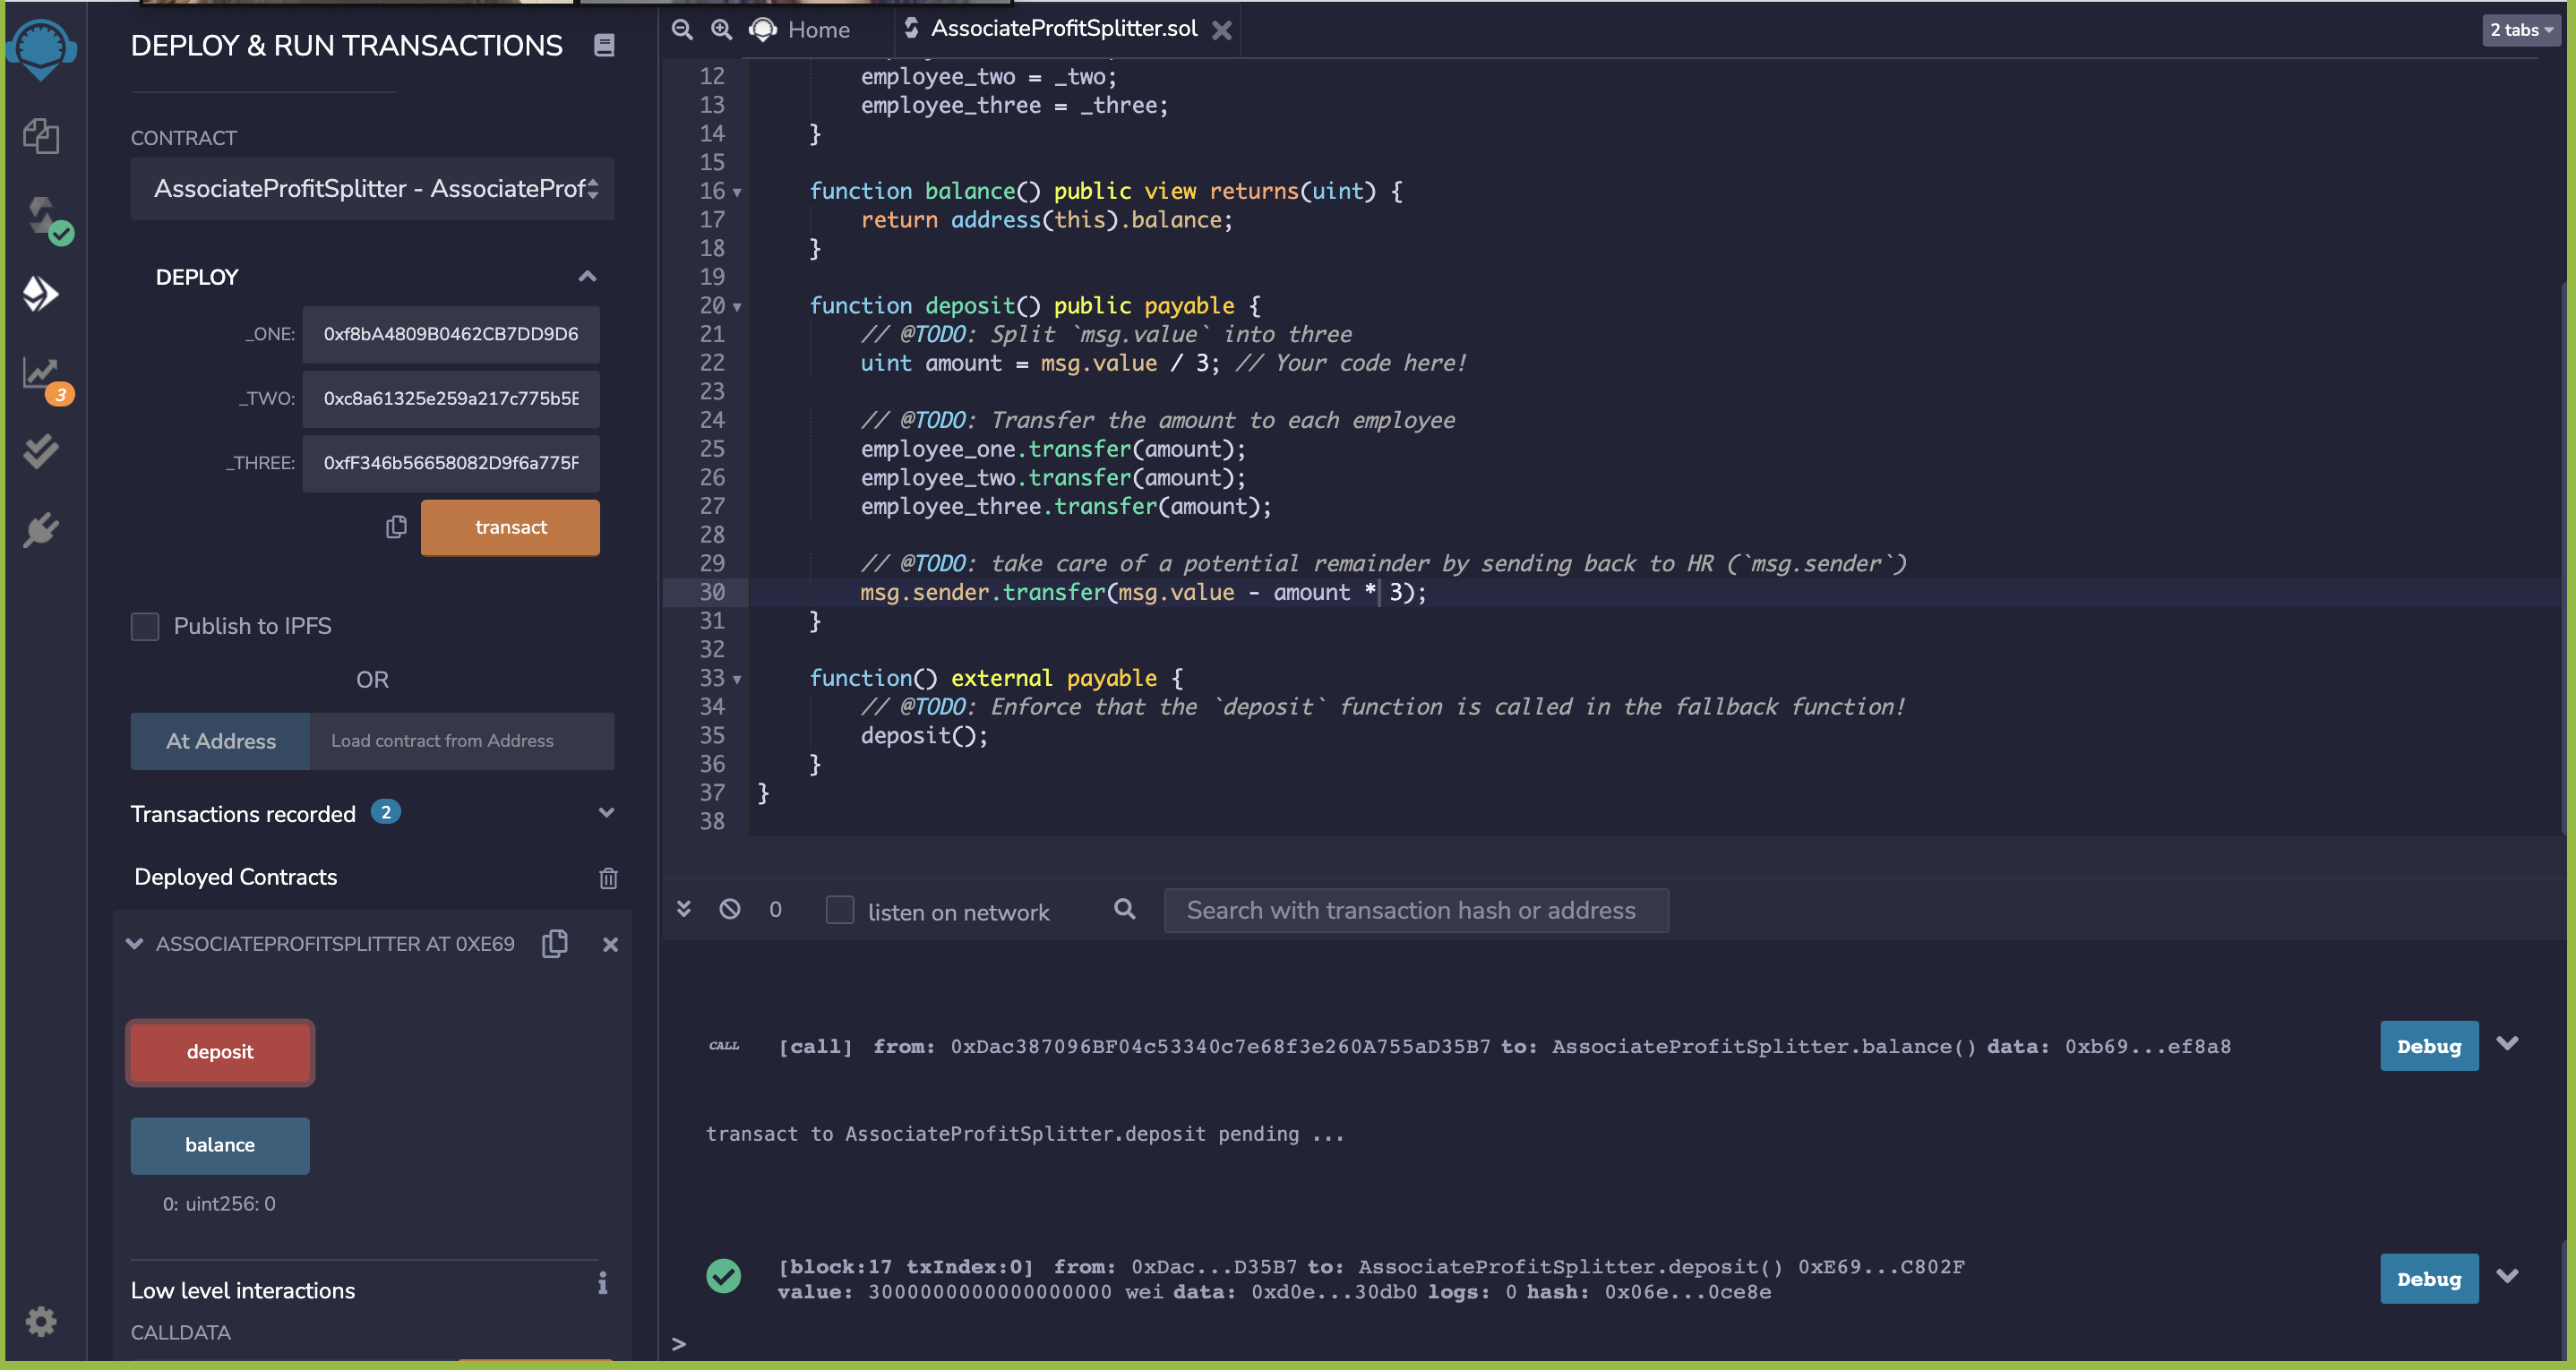 DEPLOY & RUN TRANSACTIONS
CONTRACT
AssociateProfitSplitter - AssociateProf
DEPLOY
_ONE: 0xf8bA4809B0462CB7DD9D6
_TWO: 0xc8a61325e259a217c775b5E
_THREE: 0xfF346b56658082D9f6a775F
transact
Publish to IPFS
OR
At Address Load contract from Address
Transactions recorded 2
Deployed Contracts
ASSOCIATEPROFITSPLITTER AT 0XE69
deposit
balance
0: uint256: 0
Low level interactions
CALLDATA
3
Home AssociateProfitSplitter.sol 2 tabs
12 employee_two = _two;
13 employee_three = _three;
14 }
15
16 function balance() public view returns(uint) {
17 return address(this).balance;
18 }
19
20 function deposit() public payable {
21 // @TODO: Split `msg.value` into three
22 uint amount = msg.value / 3; // Your code here!
23
24 // @TODO: Transfer the amount to each employee
25 employee_one.transfer(amount);
26 employee_two.transfer(amount);
27 employee_three.transfer(amount);
28
29 // @TODO: take care of a potential remainder by sending back to HR (`msg.sender`)
30 msg.sender.transfer(msg.value - amount * 3);
31 }
32
33 function() external payable {
34 // @TODO: Enforce that the `deposit` function is called in the fallback function!
35 deposit();
36 }
37 }
38
0 listen on network Search with transaction hash or address
CALL [call] from: 0xDac387096BF04c53340c7e68f3e260A755aD35B7 to: AssociateProfitSplitter.balance() data: 0xb69...ef8a8 Debug
transact to AssociateProfitSplitter.deposit pending ...
[block:17 txIndex:0] from: 0xDac...D35B7 to: AssociateProfitSplitter.deposit() 0xE69...C802F
value: 3000000000000000000 wei data: 0xd0e...30db0 logs: 0 hash: 0x06e...0ce8e Debug
>